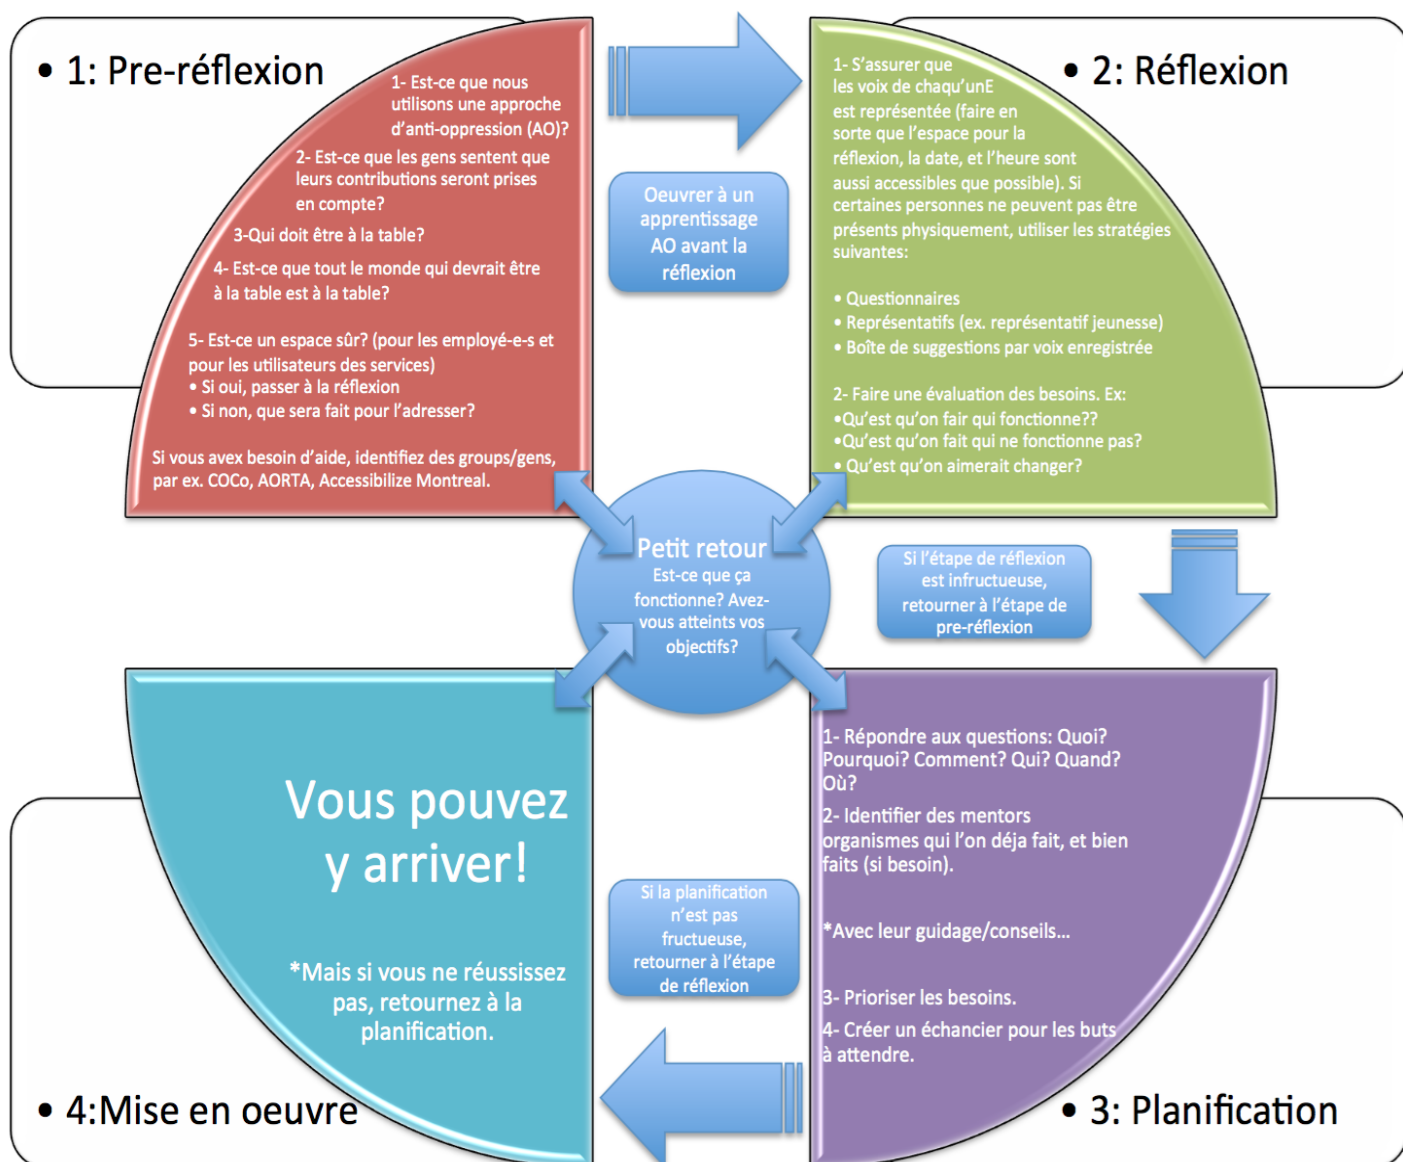 • 1: Pre-réflexion
1- Est-ce que nous
utilisons une approche
d'anti-oppression (AO)?
2- Est-ce que les gens sentent que
leurs contributions seront prises
en compte?
3-Qui doit être à la table?
4- Est-ce que tout le monde qui devrait être
à la table est à la table?
5- Est-ce un espace sûr? (pour les employé-e-s et
pour les utilisateurs des services)
• Si oui, passer à la réflexion
• Si non, que sera fait pour l'adresser?
Si vous avex besoin d'aide, identifiez des groups/gens,
par ex. COCo, AORTA, Accessibilize Montreal.
Oeuvrer à un
apprentissage
AO avant la
réflexion
• 2: Réflexion
1- S'assurer que
les voix de chaqu'unE
est représentée (faire en
sorte que l'espace pour la
réflexion, la date, et l'heure sont
aussi accessibles que possible). Si
certaines personnes ne peuvent pas être
présents physiquement, utiliser les stratégies
suivantes:
• Questionnaires
• Représentatifs (ex. représentatif jeunesse)
• Boîte de suggestions par voix enregistrée
2- Faire une évaluation des besoins. Ex:
•Qu'est qu'on fair qui fonctionne??
•Qu'est qu'on fait qui ne fonctionne pas?
• Qu'est qu'on aimerait changer?
Petit retour
Est-ce que ça
fonctionne? Avez-
vous atteints vos
objectifs?
Si l'étape de réflexion
est infructueuse,
retourner à l'étape de
pre-réflexion
1- Répondre aux questions: Quoi?
Pourquoi? Comment? Qui? Quand?
Où?
2- Identifier des mentors
organismes qui l'on déja fait, et bien
faits (si besoin).
*Avec leur guidage/conseils...
3- Prioriser les besoins.
4- Créer un échancier pour les buts
à attendre.
• 3: Planification
Si la planification
n'est pas
fructueuse,
retourner à l'étape
de réflexion
Vous pouvez
y arriver!
*Mais si vous ne réussissez
pas, retournez à la
planification.
• 4:Mise en oeuvre